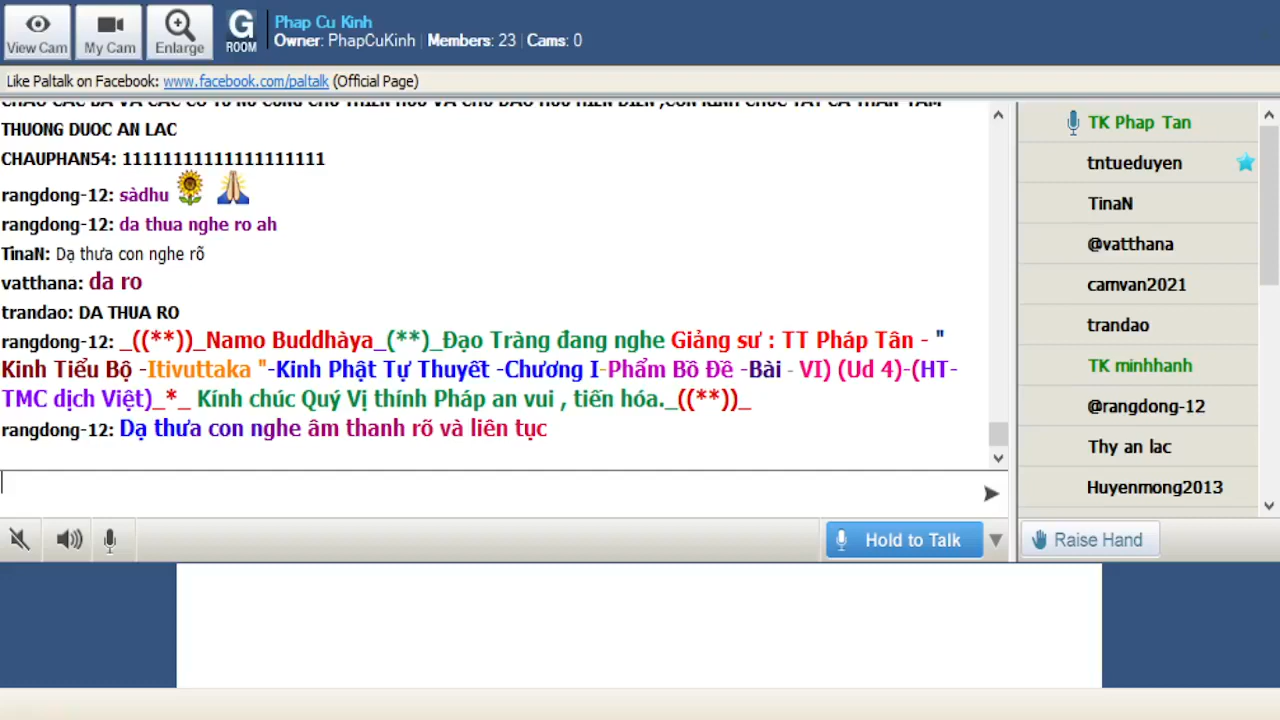 Phap Cu Kinh
View Cam My Cam Enlarge G ROOM Owner: PhapCuKinh Members: 23 Cams: 0
Like Paltalk on Facebook: www.facebook.com/paltalk (Official Page)
THUONG DUOC AN LAC
CHAUPHAN54: 11111111111111111111
rangdong-12: sàdhu
rangdong-12: da thua nghe ro ah
TinaN: Dạ thưa con nghe rõ
vatthana: da ro
trandao: DA THUA RO
rangdong-12: _((**))_Namo Buddhàya_(**)_Đạo Tràng đang nghe Giảng sư : TT Pháp Tân - "
Kinh Tiểu Bộ -Itivuttaka "-Kinh Phật Tự Thuyết -Chương I-Phẩm Bồ Đề -Bài - VI) (Ud 4)-(HT-
TMC dịch Việt)_*_ Kính chúc Quý Vị thính Pháp an vui , tiến hóa._((**))_
rangdong-12: Dạ thưa con nghe âm thanh rõ và liên tục
TK Phap Tan
tntueduyen
TinaN
@vatthana
camvan2021
trandao
TK minhhanh
@rangdong-12
Thy an lac
Huyenmong2013
Hold to Talk
Raise Hand